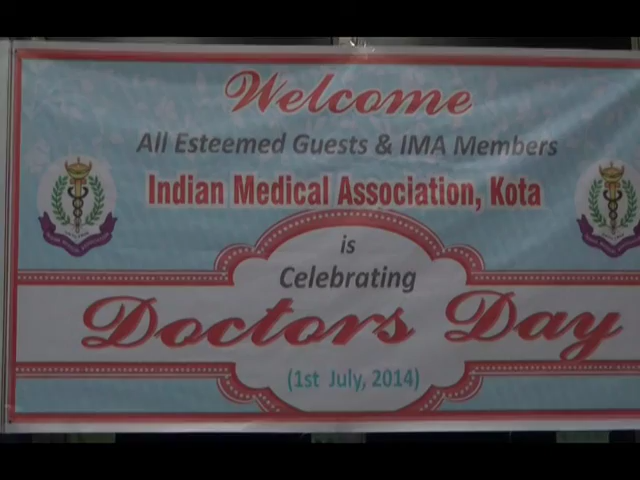 Welcome
All Esteemed Guests & IMA Members
Indian Medical Association, Kota
is
Celebrating
Doctors Day
(1st July, 2014)